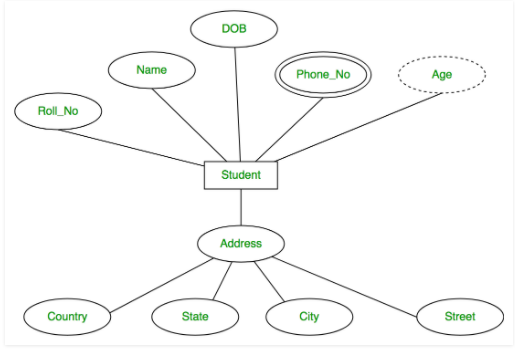 DOB
Name
Phone_No
Age
Roll_No
Student
Address
Country
State
City
Street